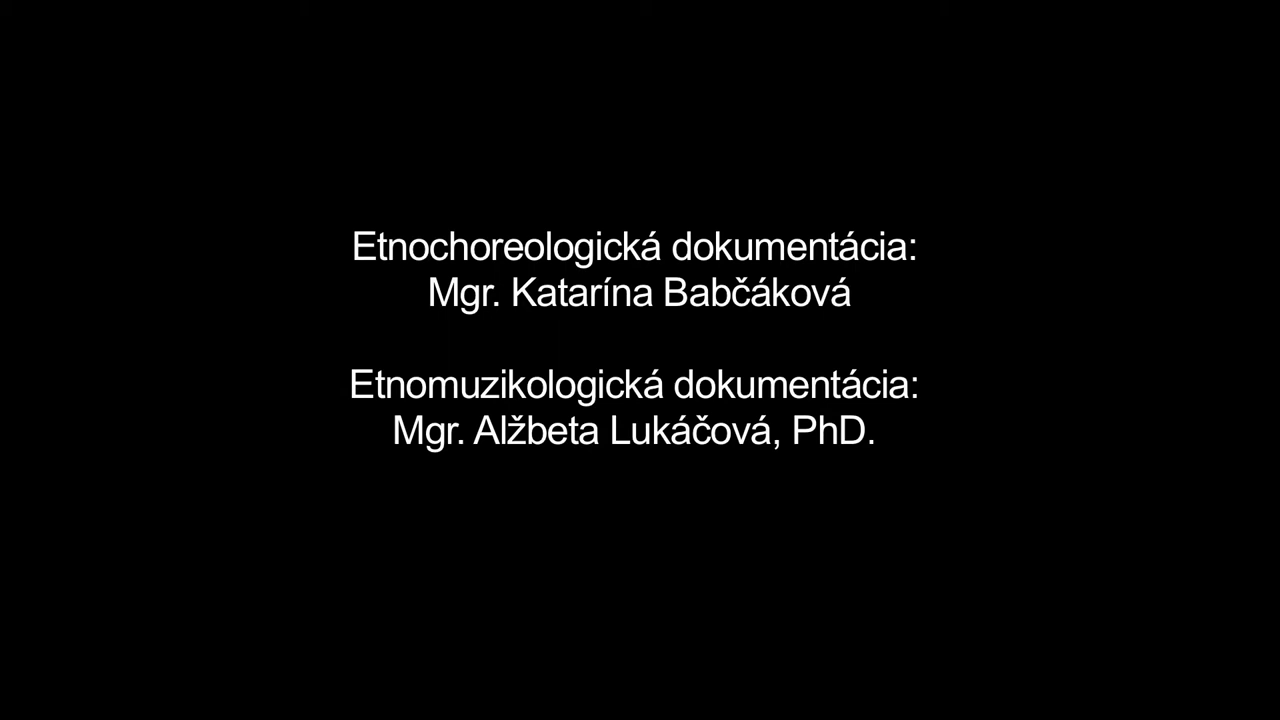 Etnochoreologická dokumentácia:
Mgr. Katarína Babčáková
Etnomuzikologická dokumentácia:
Mgr. Alžbeta Lukáčová, PhD.